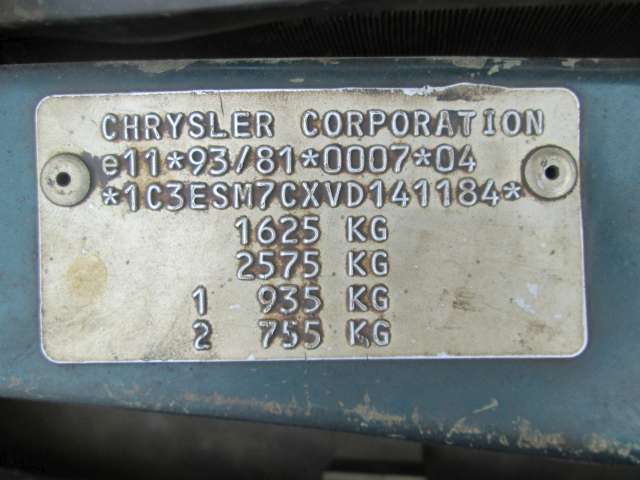 CHRYSLER CORPORATION
e11*93/81*0007*04
*1C3ESM7CXVD141184*
1625 KG
2575 KG
1 935 KG
2 755 KG